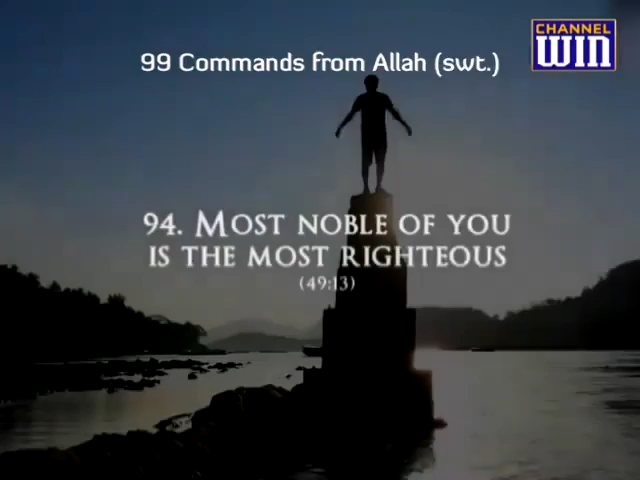 CHANNEL
WIN
99 Commands from Allah (swt.)
94. MOST NOBLE OF YOU
IS THE MOST RIGHTEOUS
(49:13)